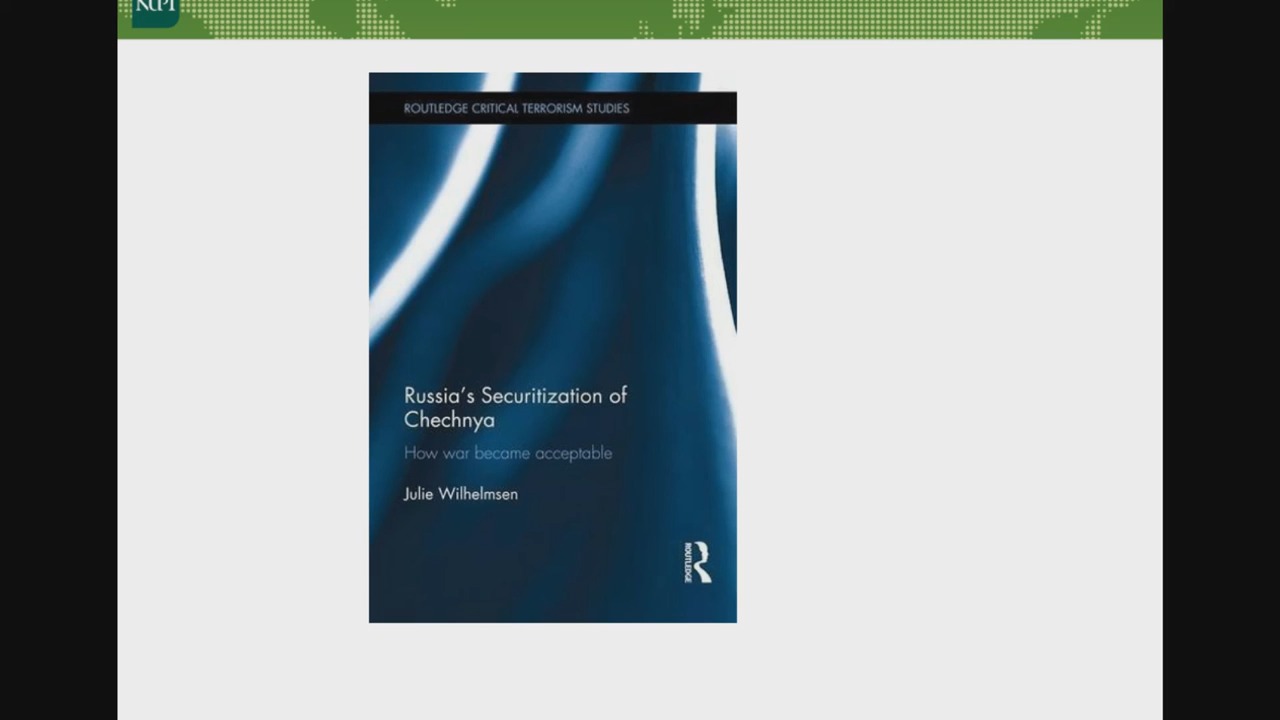 ROUTLEDGE CRITICAL TERRORISM STUDIES
Russia's Securitization of
Chechnya
How war became acceptable
Julie Wilhelmsen
ROUTLEDGE